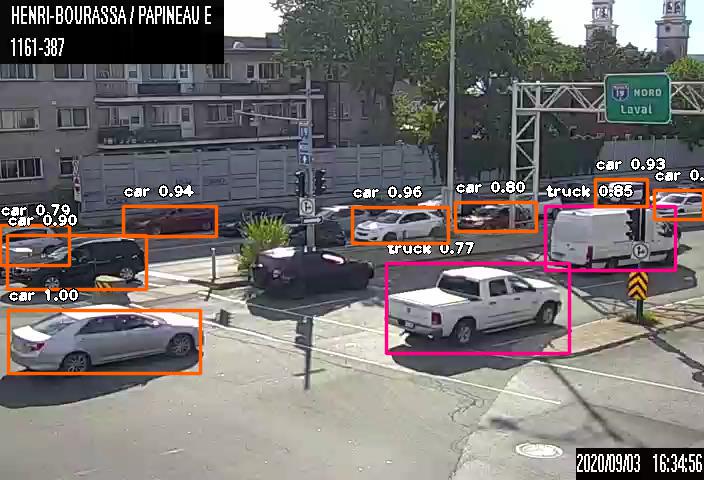 HENRI-BOURASSA / PAPINEAU E
1161-387
19 NORD
Laval
car 0.93
car 0.
truck 0.85
car 0.80
car 0.96
car 0.94
car 0.79
car 0.90
truck 0.77
car 1.00
2020/09/03 16:34:56